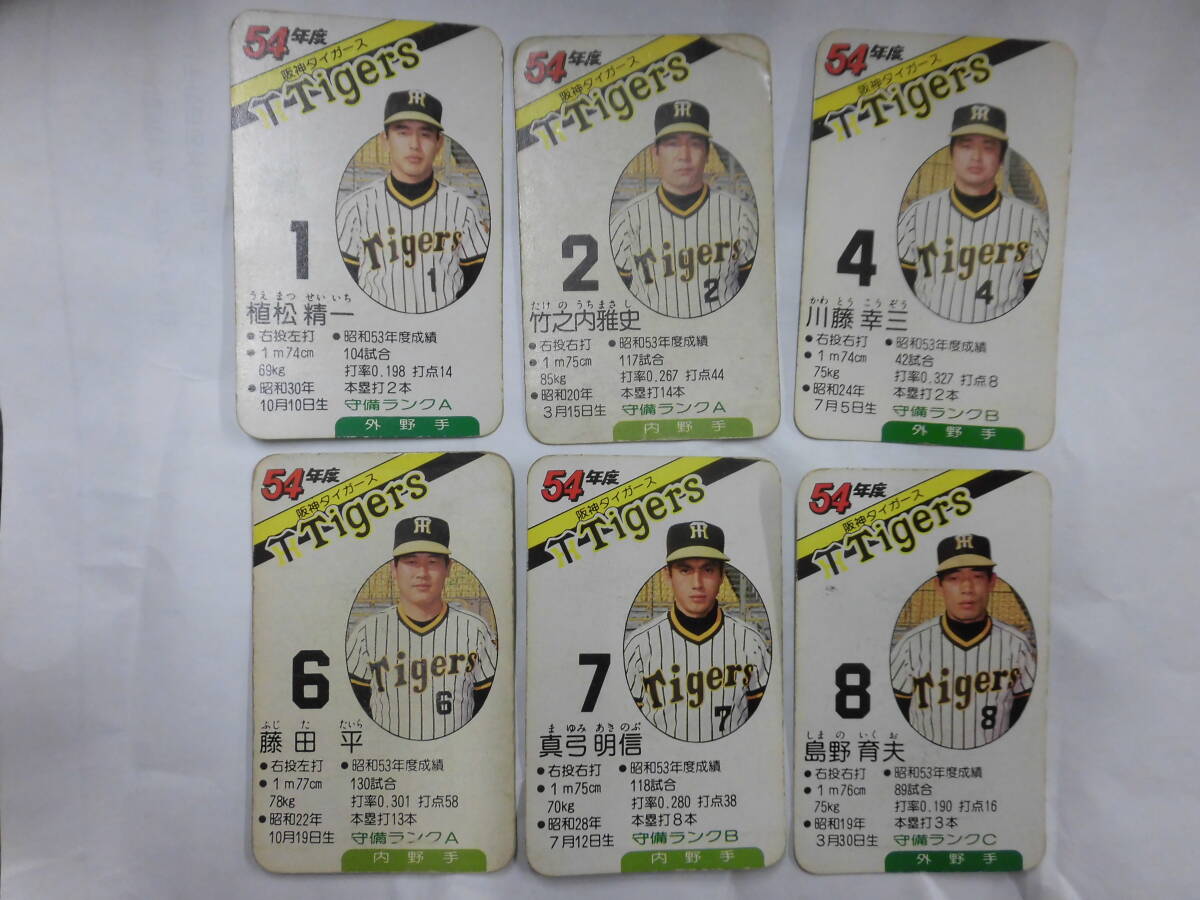 54年度
阪神タイガース
Tigers
Tigers
1
1
うえ まつ せい いち
植松 精一
●右投左打
●1m74cm
69kg
●昭和30年
10月10日生
●昭和53年度成績
104試合
打率0.198 打点14
本塁打2本
守備ランクA
外野手
54年度
阪神タイガース
Tigers
Tigers
2
2
たけ の うち まさ し
竹之内雅史
●右投右打
●1m75cm
85kg
●昭和20年
3月15日生
●昭和53年度成績
117試合
打率0.267 打点44
本塁打14本
守備ランクA
内野手
54年度
阪神タイガース
Tigers
Tigers
4
4
かわ とう こう ぞう
川藤 幸三
●右投右打
●1m74cm
75kg
●昭和24年
7月5日生
●昭和53年度成績
42試合
打率0.327 打点8
本塁打2本
守備ランクB
外野手
54年度
阪神タイガース
Tigers
Tigers
6
6
ふじ た たいら
藤田 平
●右投左打
●1m77cm
78kg
●昭和22年
10月19日生
●昭和53年度成績
130試合
打率0.301 打点58
本塁打13本
守備ランクA
内野手
54年度
阪神タイガース
Tigers
Tigers
7
7
ま ゆみ あき のぶ
真弓 明信
●右投右打
●1m75cm
70kg
●昭和28年
7月12日生
●昭和53年度成績
118試合
打率0.280 打点38
本塁打8本
守備ランクB
内野手
54年度
阪神タイガース
Tigers
Tigers
8
8
しま の いく お
島野 育夫
●右投右打
●1m76cm
75kg
●昭和19年
3月30日生
●昭和53年度成績
89試合
打率0.190 打点16
本塁打3本
守備ランクC
外野手